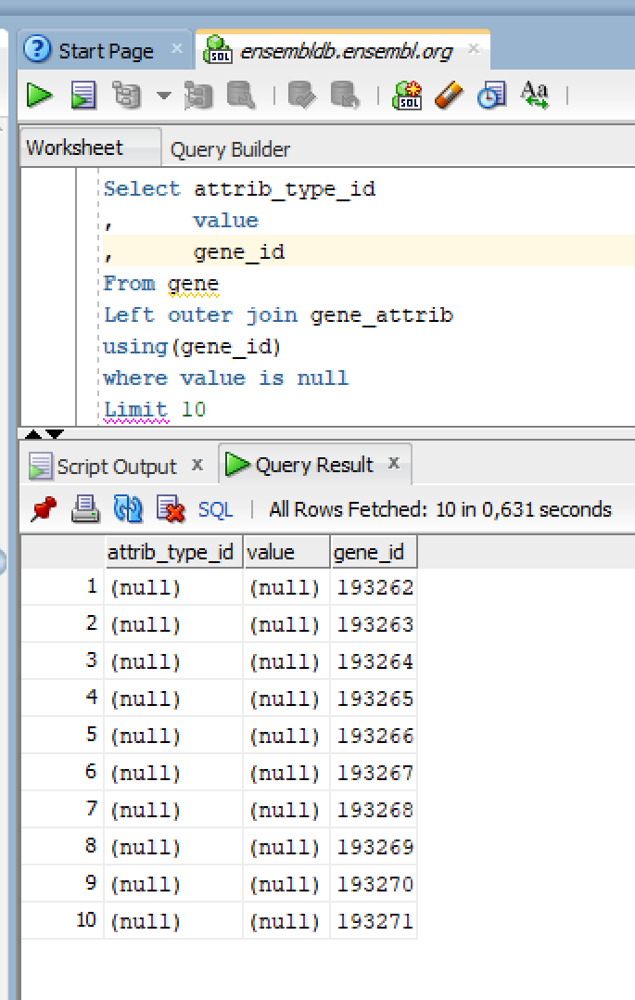 Start Page × ensembldb.ensembl.org ×
SQL Aa
Worksheet Query Builder
Select attrib_type_id
, value
, gene_id
From gene
Left outer join gene_attrib
using(gene_id)
where value is null
Limit 10
Script Output × Query Result ×
SQL | All Rows Fetched: 10 in 0,631 seconds
attrib_type_id value gene_id
1 (null) (null) 193262
2 (null) (null) 193263
3 (null) (null) 193264
4 (null) (null) 193265
5 (null) (null) 193266
6 (null) (null) 193267
7 (null) (null) 193268
8 (null) (null) 193269
9 (null) (null) 193270
10 (null) (null) 193271